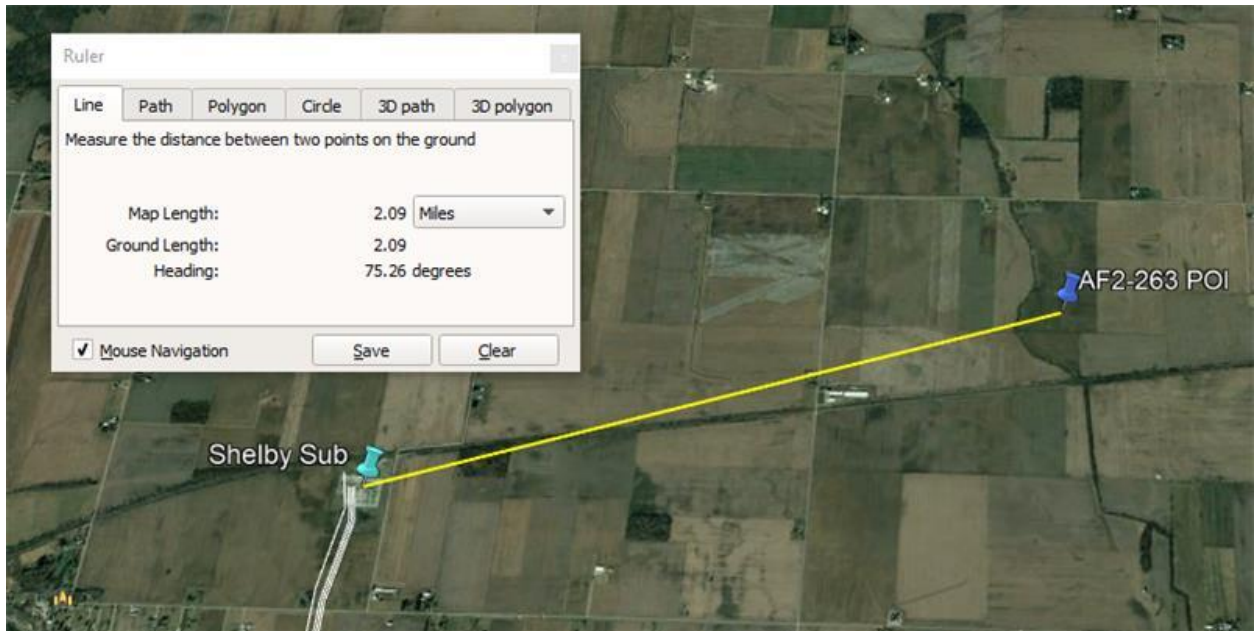 Ruler
Line Path Polygon Circle 3D path 3D polygon
Measure the distance between two points on the ground
Map Length: 2.09 Miles
Ground Length: 2.09
Heading: 75.26 degrees
Mouse Navigation Save Clear
AF2-263 POI
Shelby Sub